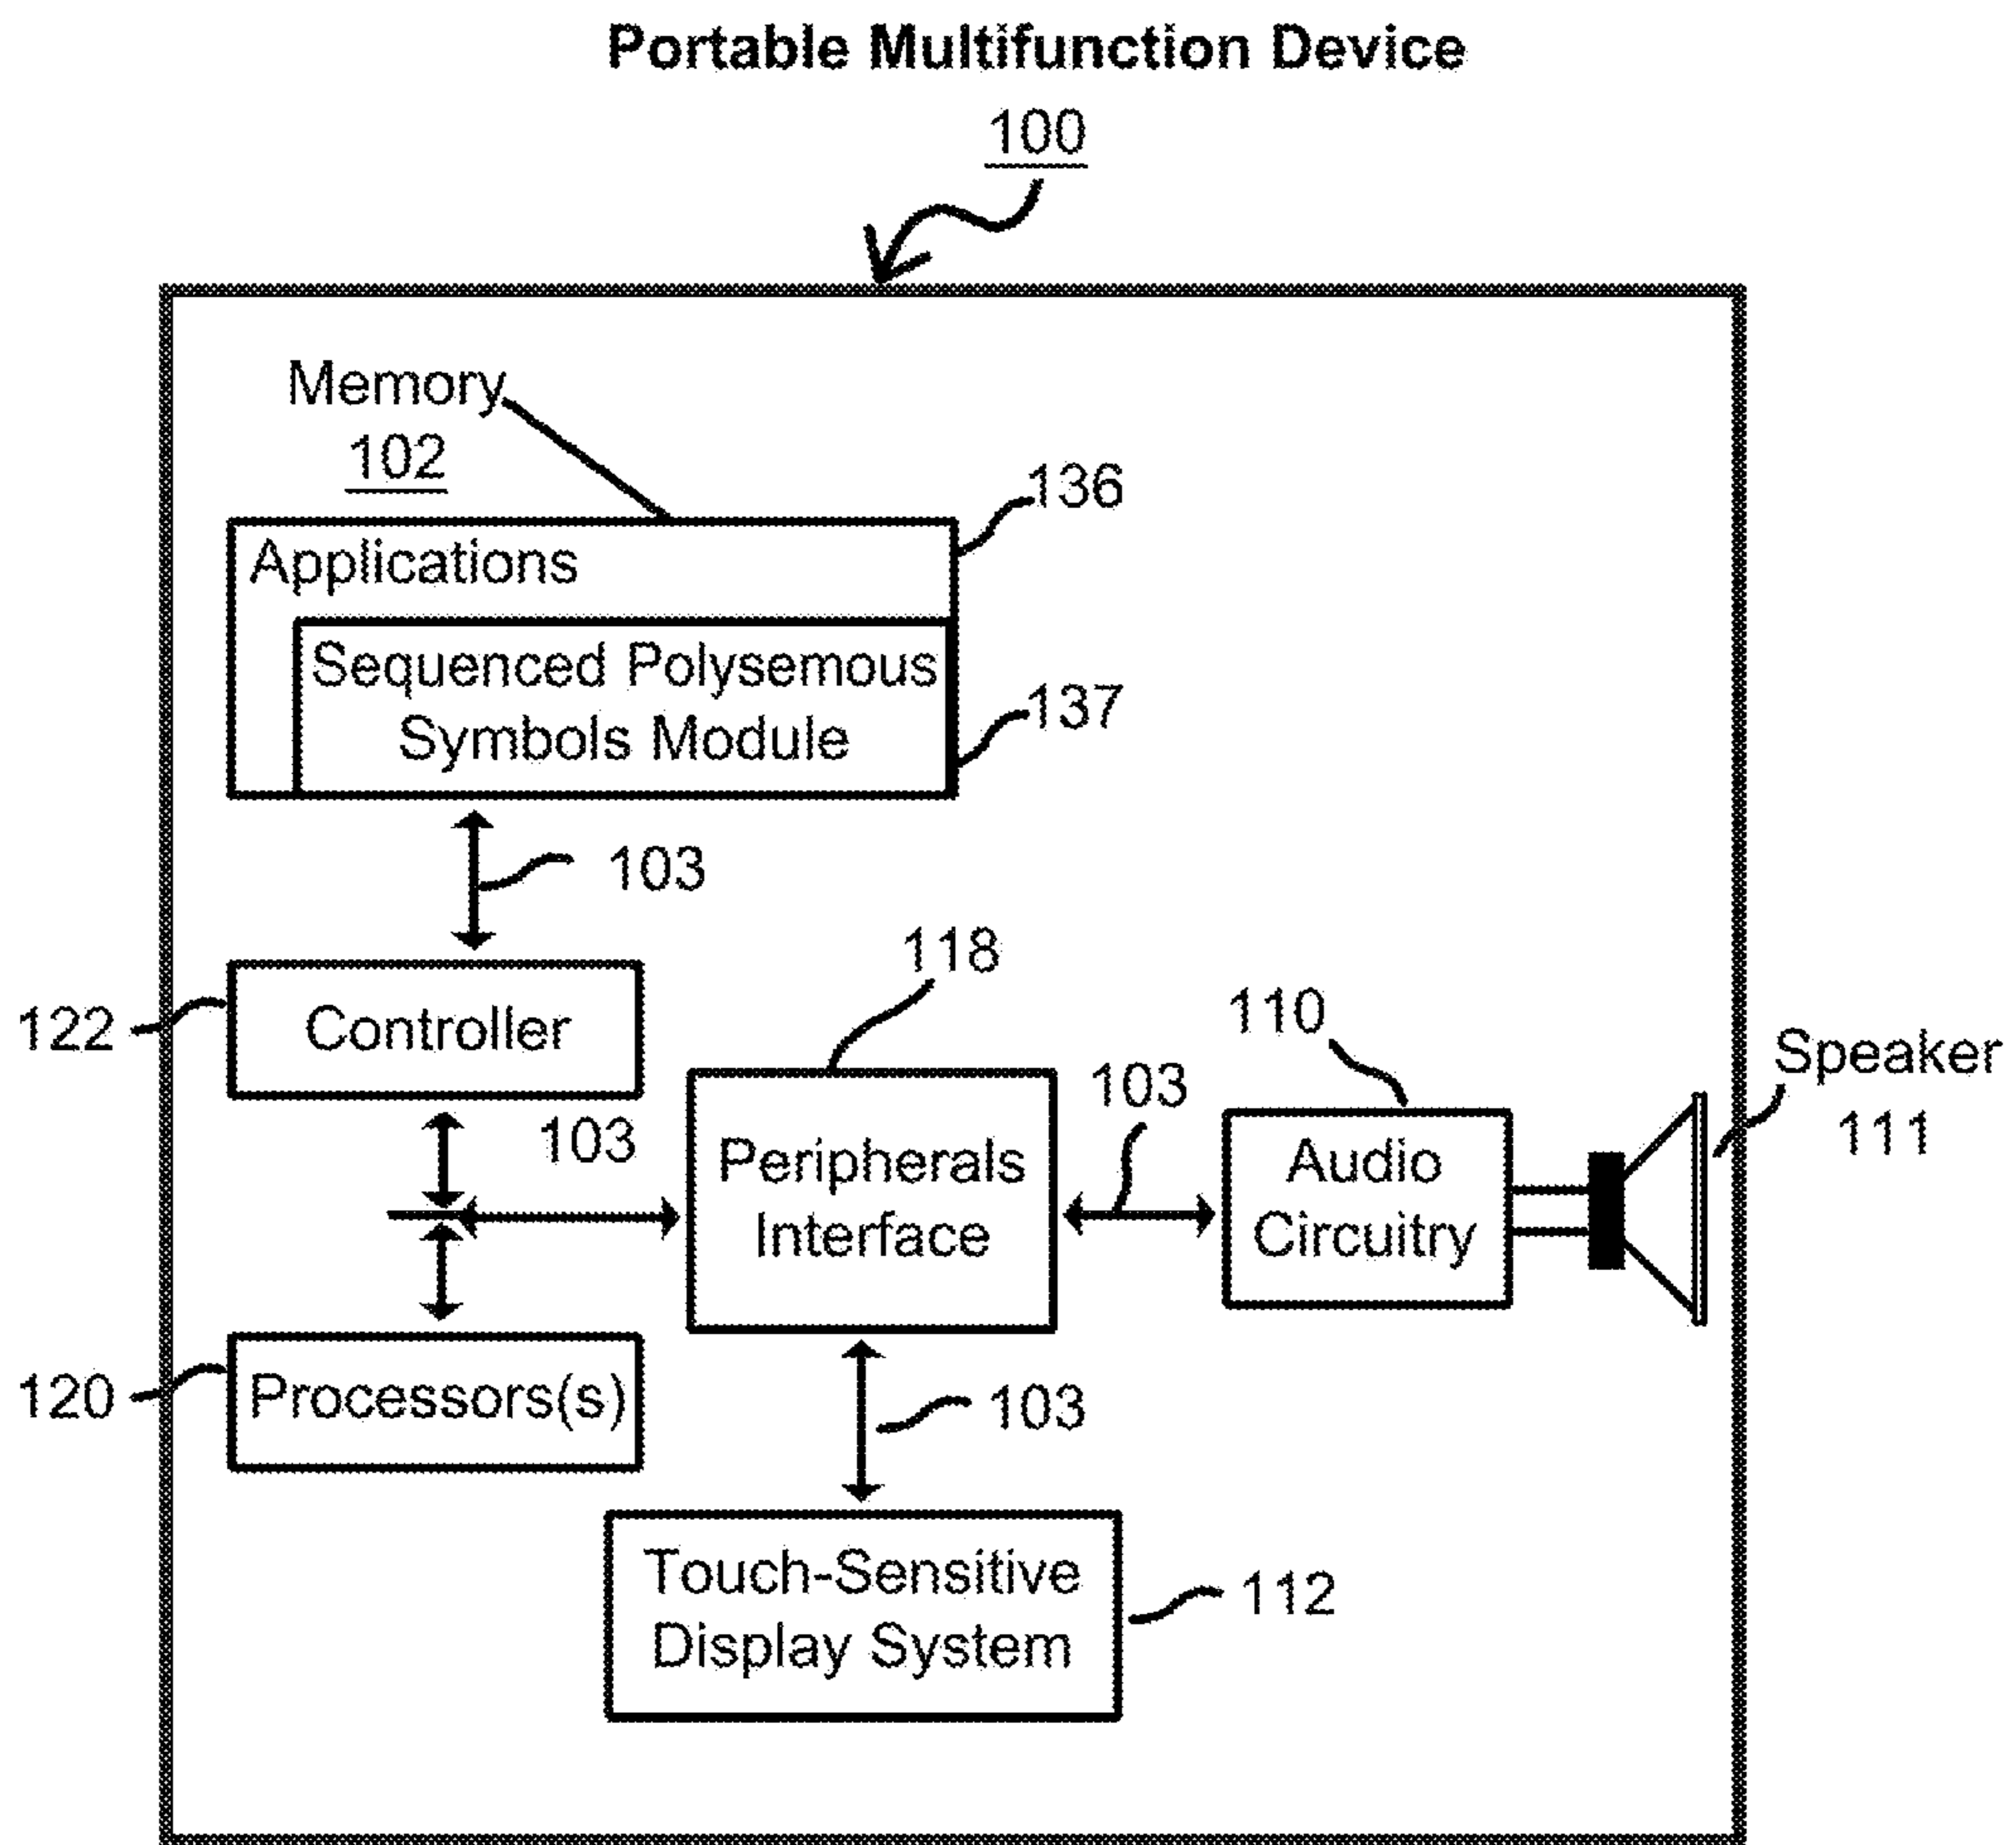 Portable Multifunction Device
100
Memory
102
136
Applications
Sequenced Polysemous
Symbols Module
137
103
118
122
Controller
110
Speaker
111
103
103
Peripherals
Interface
Audio
Circuitry
120
Processors(s)
103
Touch-Sensitive
Display System
112